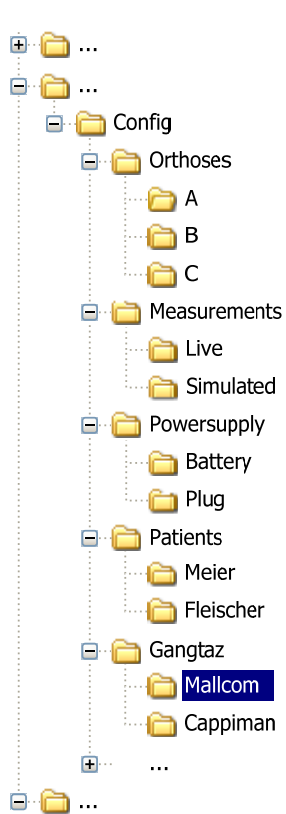 ...
...
Config
Orthoses
A
B
C
Measurements
Live
Simulated
Powersupply
Battery
Plug
Patients
Meier
Fleischer
Gangtaz
Mallcom
Cappiman
...
...